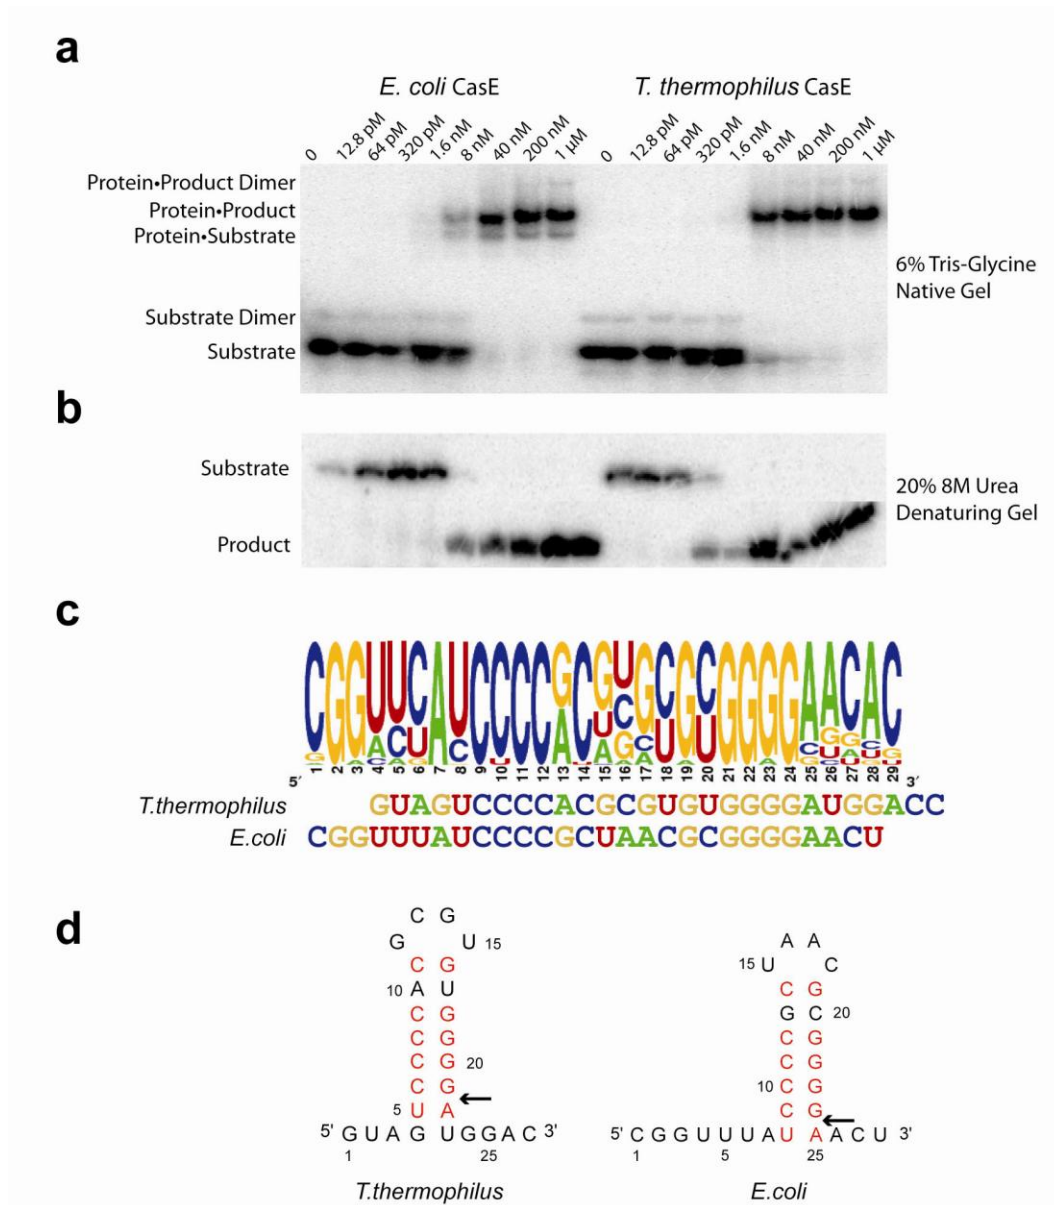 a
E. coli CasE T. thermophilus CasE
0 12.8 pM 64 pM 320 pM 1.6 nM 8 nM 40 nM 200 nM 1 µM 0 12.8 pM 64 pM 320 pM 1.6 nM 8 nM 40 nM 200 nM 1 µM
Protein•Product Dimer
Protein•Product
Protein•Substrate
Substrate Dimer
Substrate
6% Tris-Glycine
Native Gel
b
Substrate
Product
20% 8M Urea
Denaturing Gel
c
CGGUUCAUCCCCGCGUGCGCGGGGAACAC
5′ 1 2 3 4 5 6 7 8 9 10 11 12 13 14 15 16 17 18 19 20 21 22 23 24 25 26 27 28 29 3′
T.thermophilus GUAGUCCCCACGCGUGUGGGGAUGGACC
E.coli CGGUUUAUCCCCGCUAACGCGGGGAACU
d
C G
G U 15
C G
10 A U
C G
C G
C G 20
C G
5 U A
5' G U A G U G G A C 3'
1 25
T.thermophilus
A A
15 U C
C G
G C 20
C G
C G
10 C G
C G
5' C G G U U U A U A A C U 3'
1 5 25
E.coli